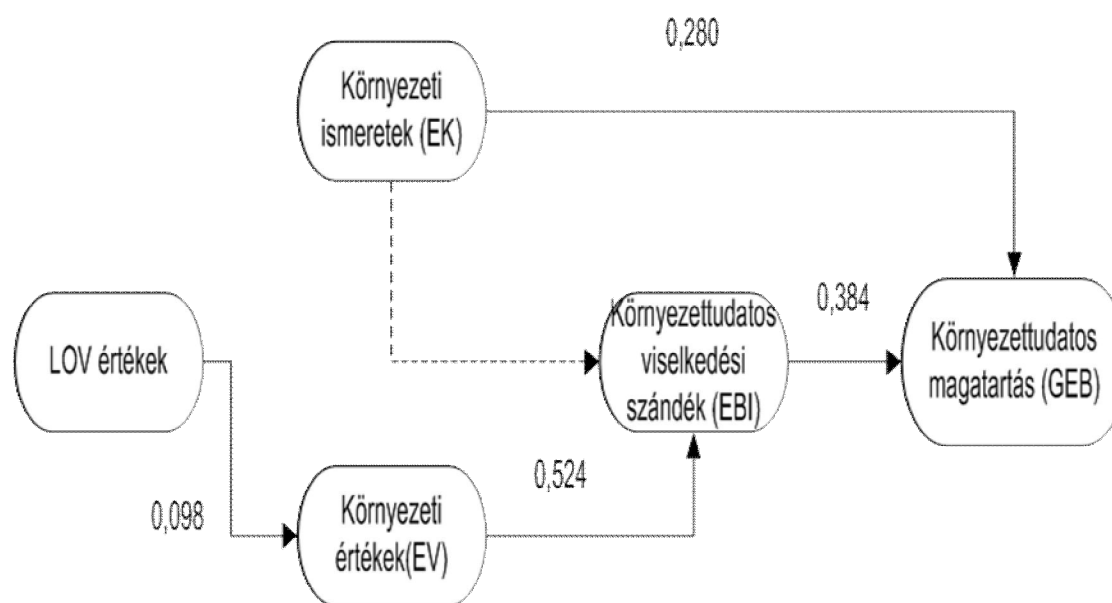 0,280
Környezeti
ismeretek (EK)
LOV értékek
Környezettudatos
viselkedési
szándék (EBI)
0,384
Környezettudatos
magatartás (GEB)
0,098
Környezeti
értékek(EV)
0,524